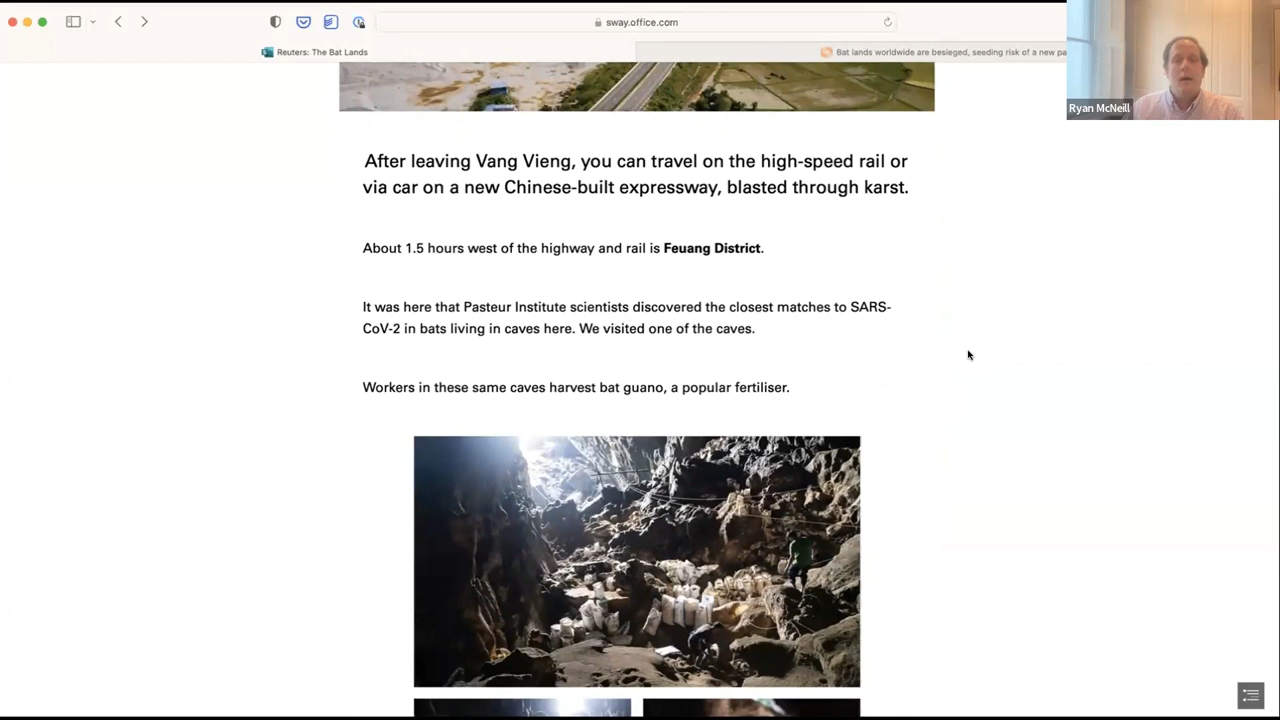 sway.office.com
Reuters: The Bat Lands
Bat lands worldwide are besieged, seeding risk of a new pa
Ryan McNeill
After leaving Vang Vieng, you can travel on the high-speed rail or
via car on a new Chinese-built expressway, blasted through karst.
About 1.5 hours west of the highway and rail is Feuang District.
It was here that Pasteur Institute scientists discovered the closest matches to SARS-
CoV-2 in bats living in caves here. We visited one of the caves.
Workers in these same caves harvest bat guano, a popular fertiliser.